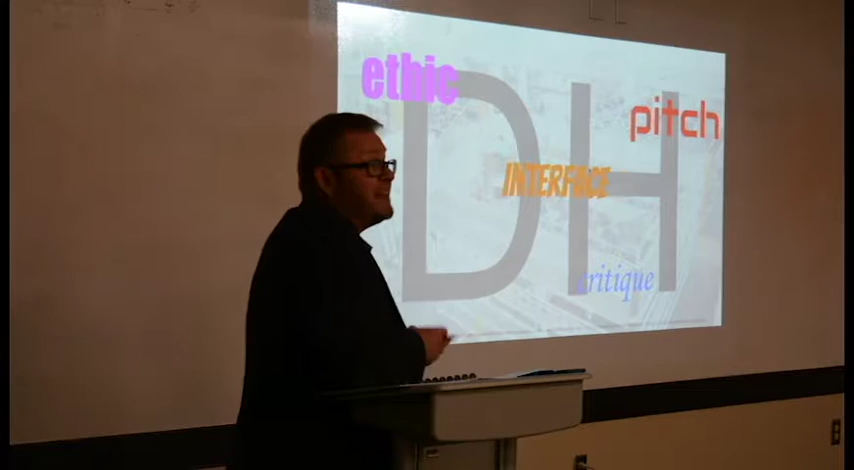 ethic
DH
pitch
INTERFACE
critique